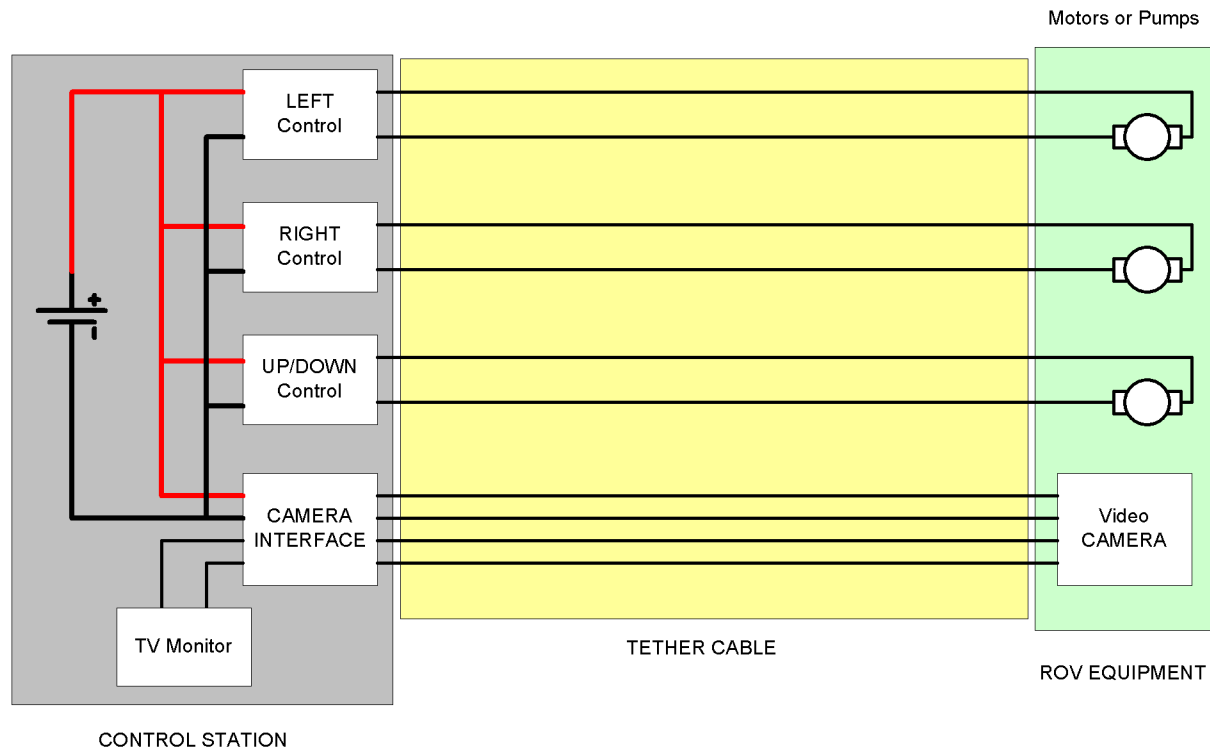 Motors or Pumps
LEFT
Control
RIGHT
Control
+
-
UP/DOWN
Control
CAMERA
INTERFACE
Video
CAMERA
TV Monitor
TETHER CABLE
ROV EQUIPMENT
CONTROL STATION